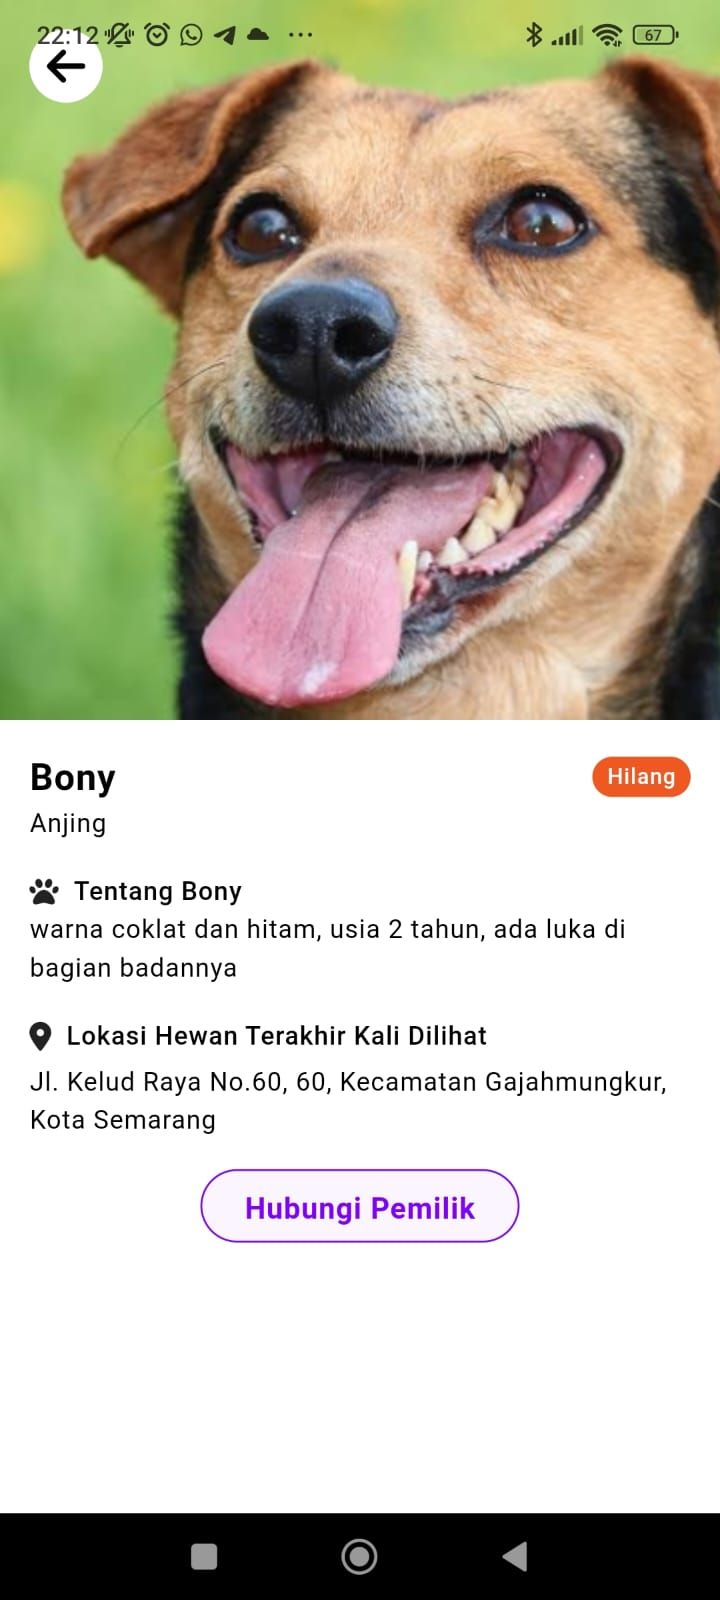 22:12
67
Bony
Hilang
Anjing
Tentang Bony
warna coklat dan hitam, usia 2 tahun, ada luka di
bagian badannya
Lokasi Hewan Terakhir Kali Dilihat
Jl. Kelud Raya No.60, 60, Kecamatan Gajahmungkur,
Kota Semarang
Hubungi Pemilik